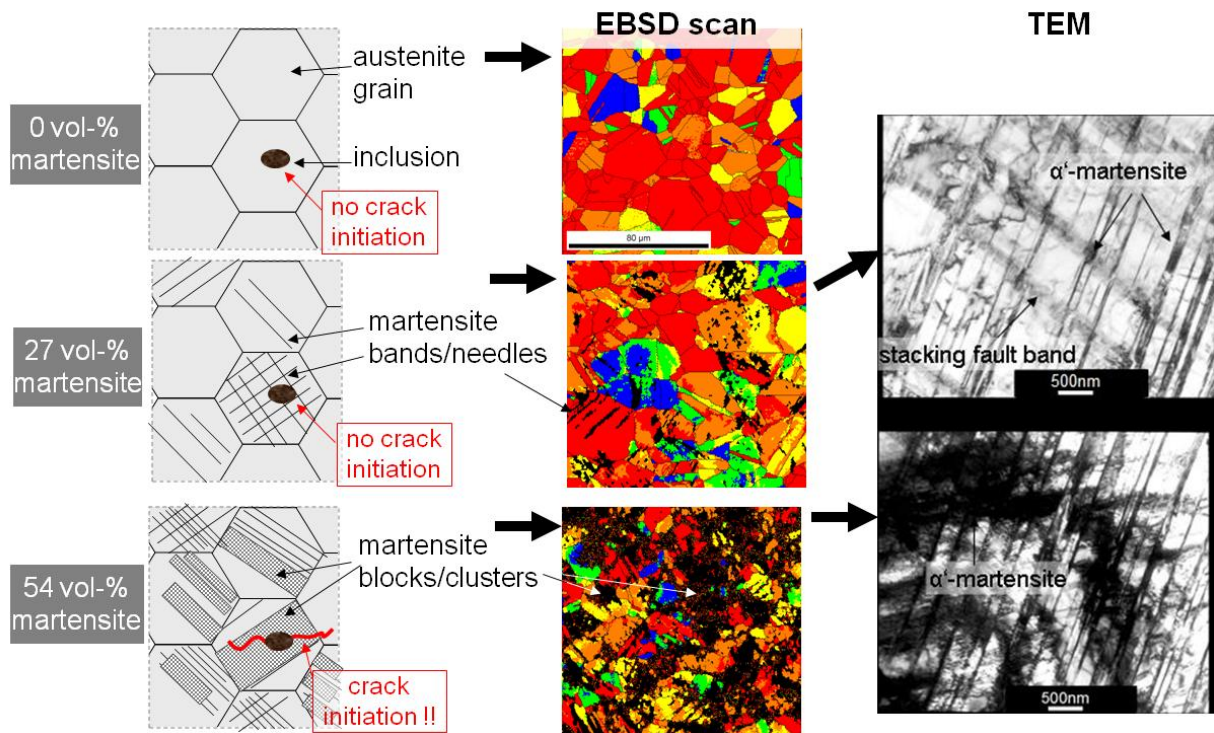 EBSD scan
TEM
0 vol-%
martensite
austenite
grain
inclusion
no crack
initiation
80 µm
27 vol-%
martensite
martensite
bands/needles
no crack
initiation
α‘-martensite
stacking fault band
500nm
54 vol-%
martensite
martensite
blocks/clusters
crack
initiation !!
α‘-martensite
500nm